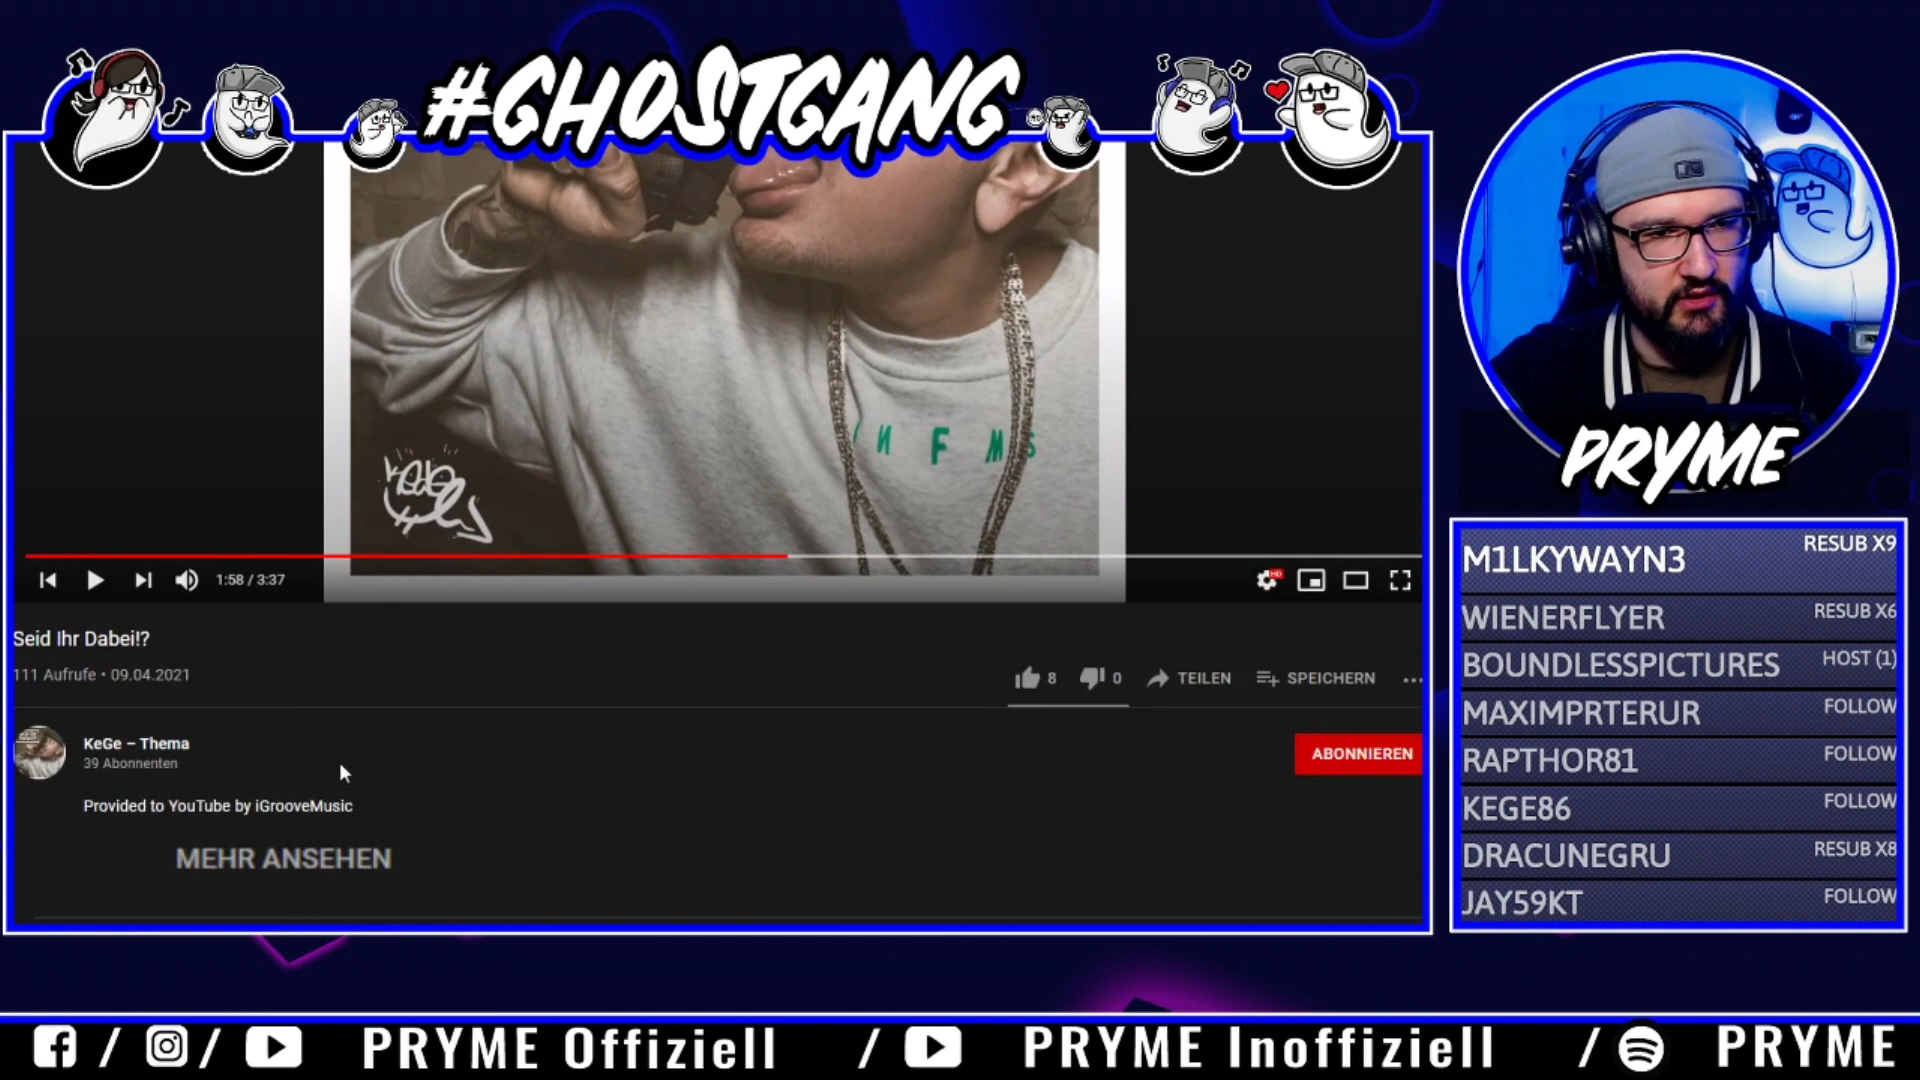 #GHOSTGANG
N F M S
1:58 / 3:37
HD
Seid Ihr Dabei!?
111 Aufrufe • 09.04.2021
8
0
TEILEN
SPEICHERN
KeGe – Thema
39 Abonnenten
ABONNIEREN
Provided to YouTube by iGrooveMusic
MEHR ANSEHEN
PRYME
M1LKYWAYN3 RESUB X9
WIENERFLYER RESUB X6
BOUNDLESSPICTURES HOST (1)
MAXIMPRTERUR FOLLOW
RAPTHOR81 FOLLOW
KEGE86 FOLLOW
DRACUNEGRU RESUB X8
JAY59KT FOLLOW
/ / PRYME Offiziell / PRYME Inoffiziell / PRYME